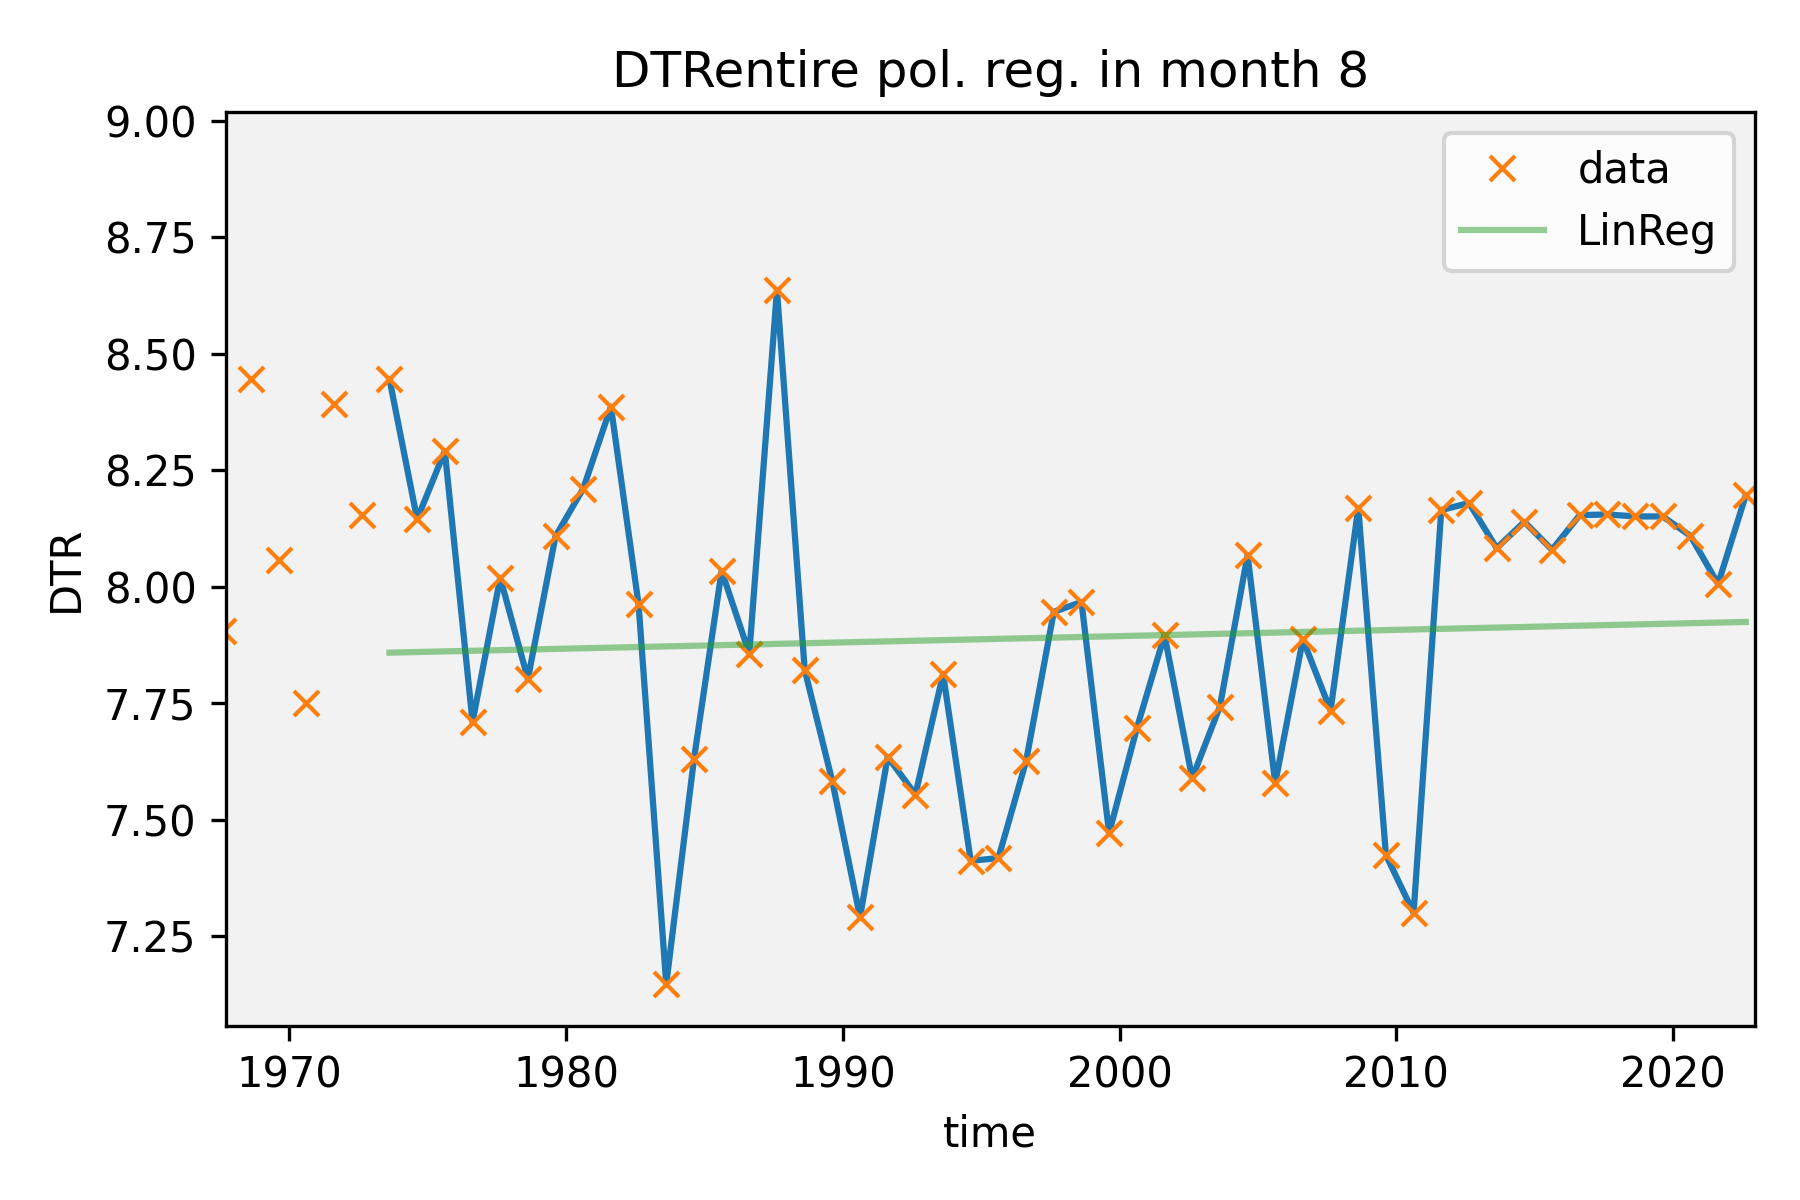 DTRentire pol. reg. in month 8
9.00
8.75
8.50
8.25
8.00
7.75
7.50
7.25
DTR
data
LinReg
1970 1980 1990 2000 2010 2020
time